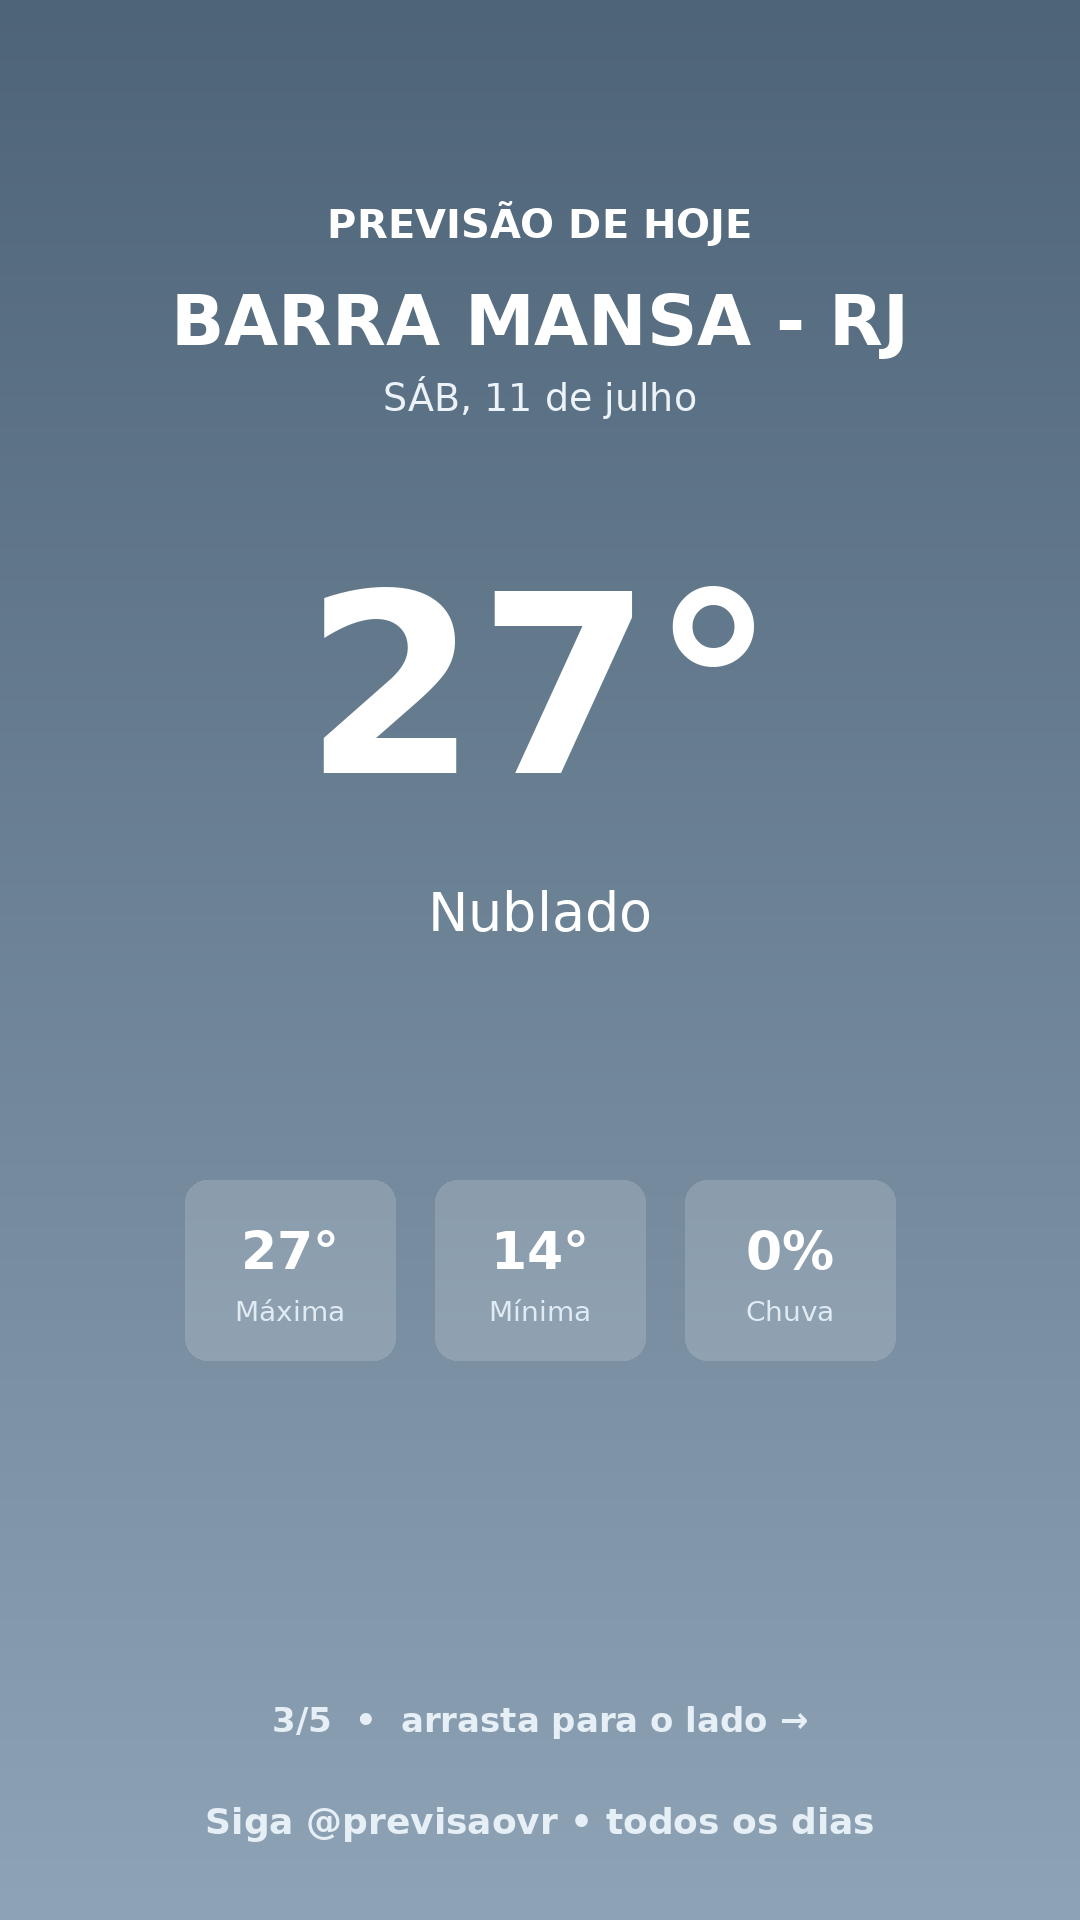 PREVISÃO DE HOJE
BARRA MANSA - RJ
SÁB, 11 de julho
27°
Nublado
27° 14° 0%
Máxima Mínima Chuva
3/5 • arrasta para o lado →
Siga @previsaovr • todos os dias